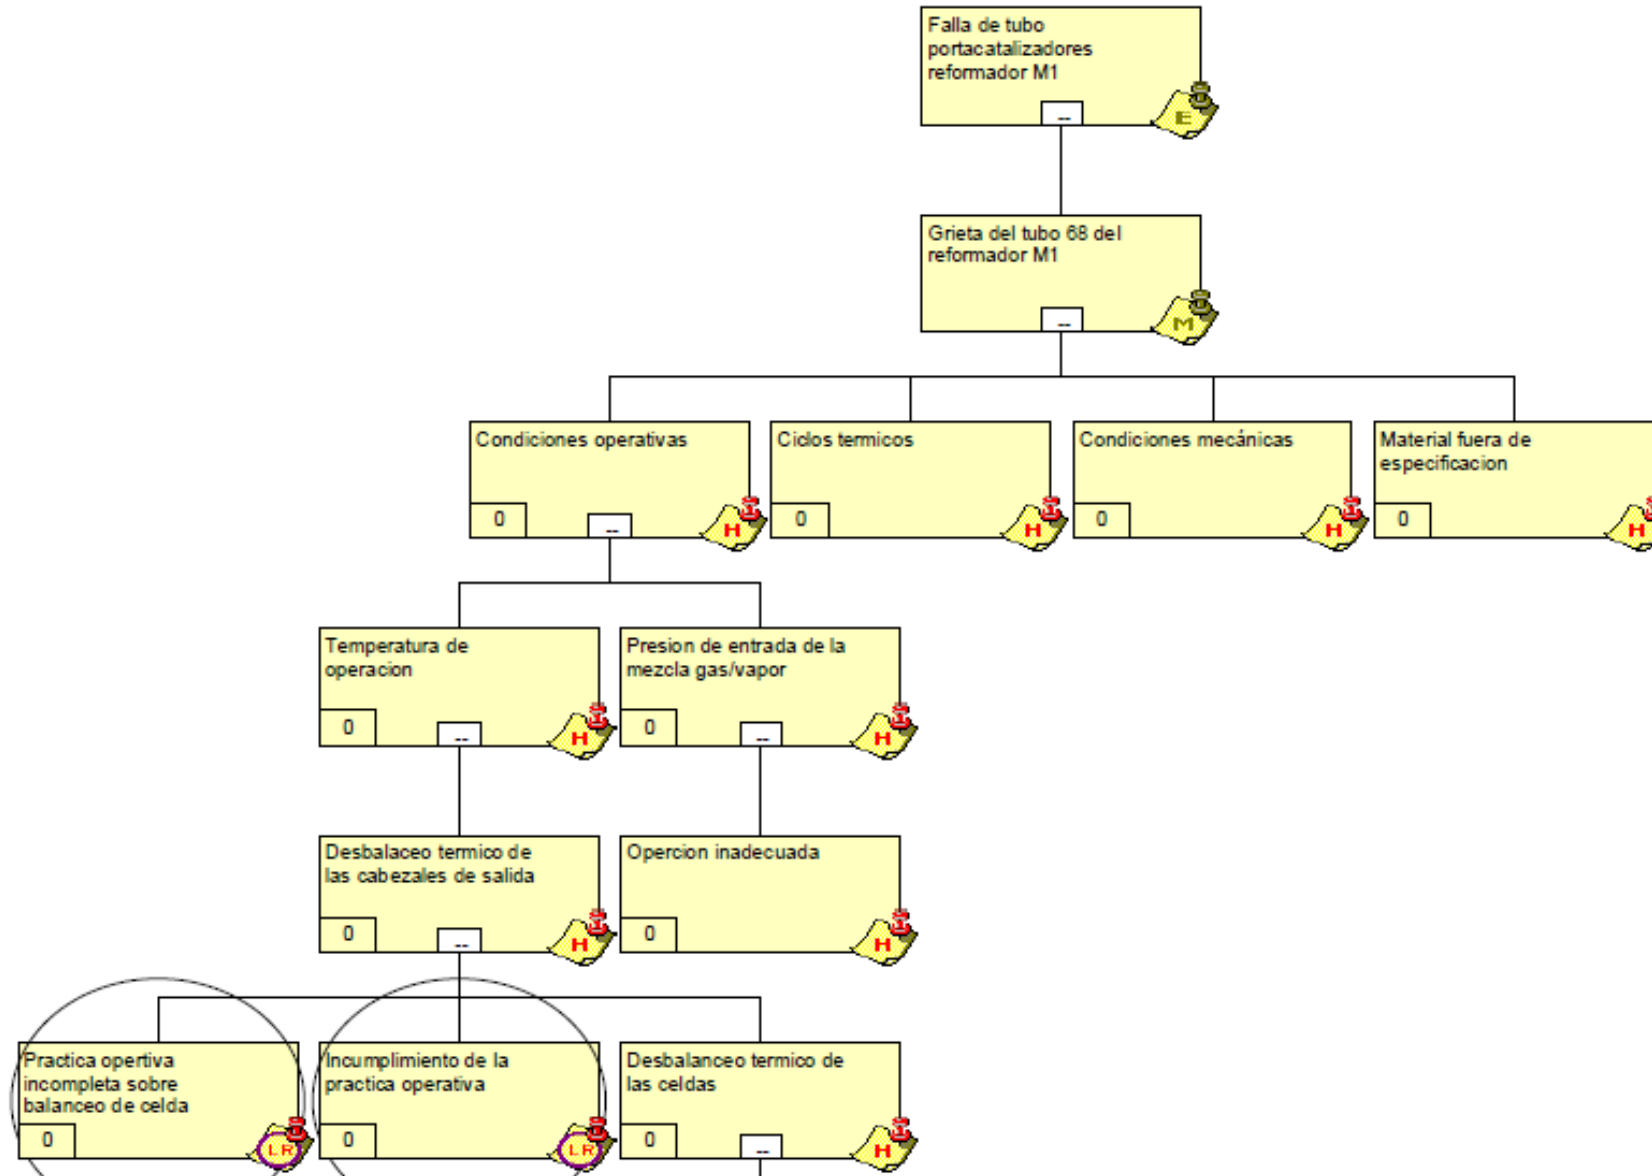 Falla de tubo
portacatalizadores
reformador M1
--
E
Grieta del tubo 68 del
reformador M1
--
M
Condiciones operativas
0
--
H
Ciclos termicos
0
H
Condiciones mecánicas
0
H
Material fuera de
especificacion
0
H
Temperatura de
operacion
0
--
H
Presion de entrada de la
mezcla gas/vapor
0
--
H
Desbalaceo termico de
las cabezales de salida
0
--
H
Opercion inadecuada
0
H
Practica opertiva
incompleta sobre
balanceo de celda
0
LR
Incumplimiento de la
practica operativa
0
LR
Desbalanceo termico de
las celdas
0
--
H